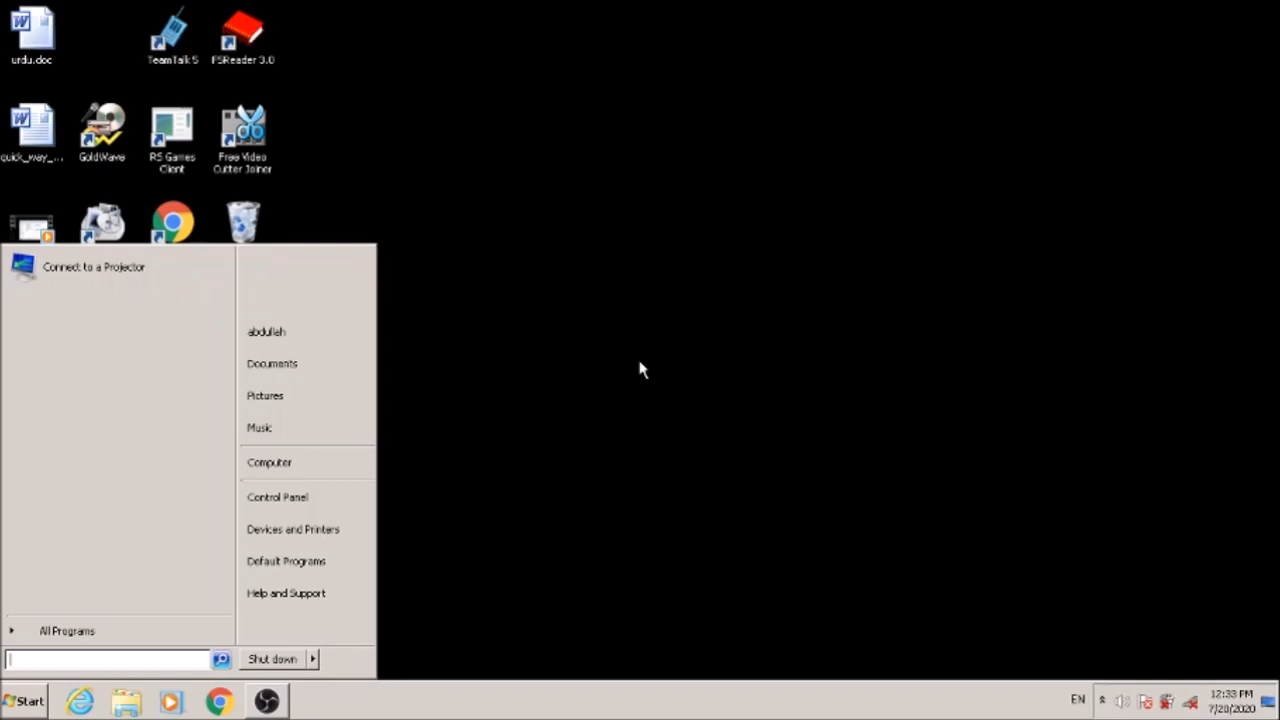 urdu.doc
TeamTalk 5
FSReader 3.0
quick_way_...
GoldWave
RS Games
Client
Free Video
Cutter Joiner
Connect to a Projector
abdullah
Documents
Pictures
Music
Computer
Control Panel
Devices and Printers
Default Programs
Help and Support
All Programs
Shut down
Start
EN
12:33 PM
7/20/2020